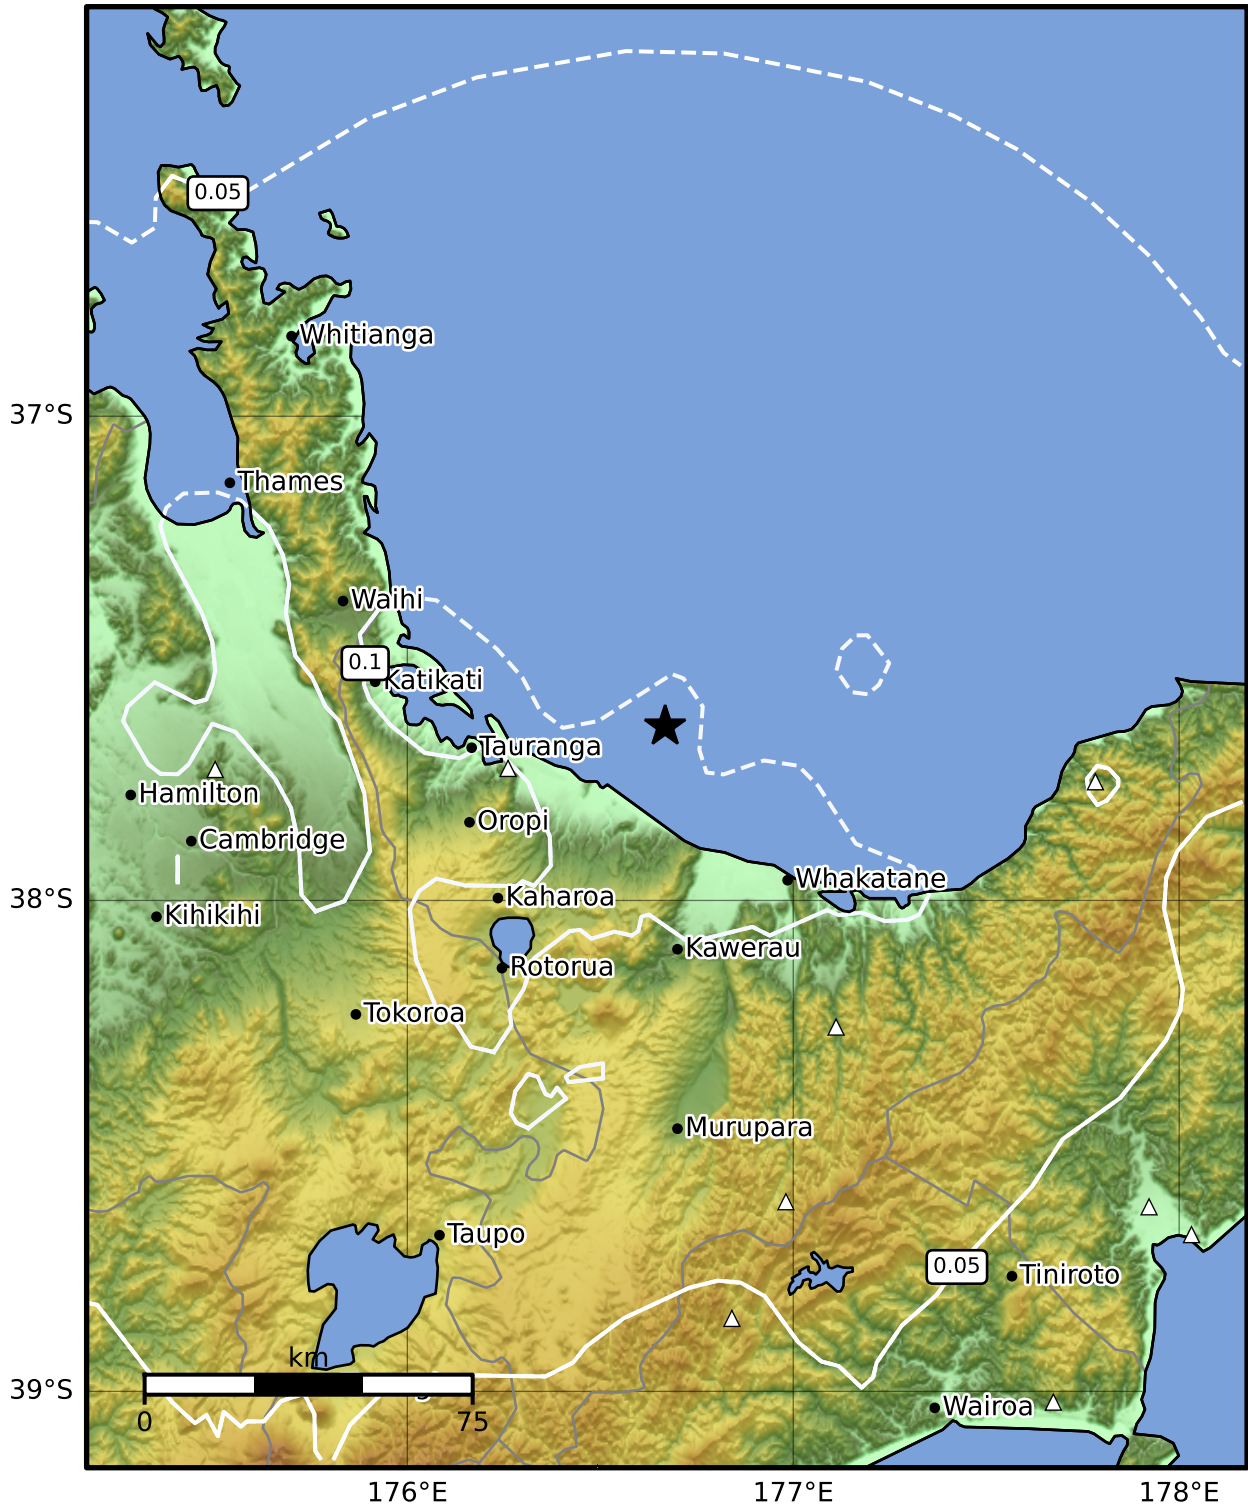 0.05
Whitianga
37°S
Thames
Waihi
0.1
Katikati
Tauranga
Hamilton
Oropi
Cambridge
Whakatane
38°S
Kaharoa
Kihikihi
Kawerau
Rotorua
Tokoroa
Murupara
Taupo
0.05
Tiniroto
km
39°S
Wairoa
0
75
176°E
177°E
178°E